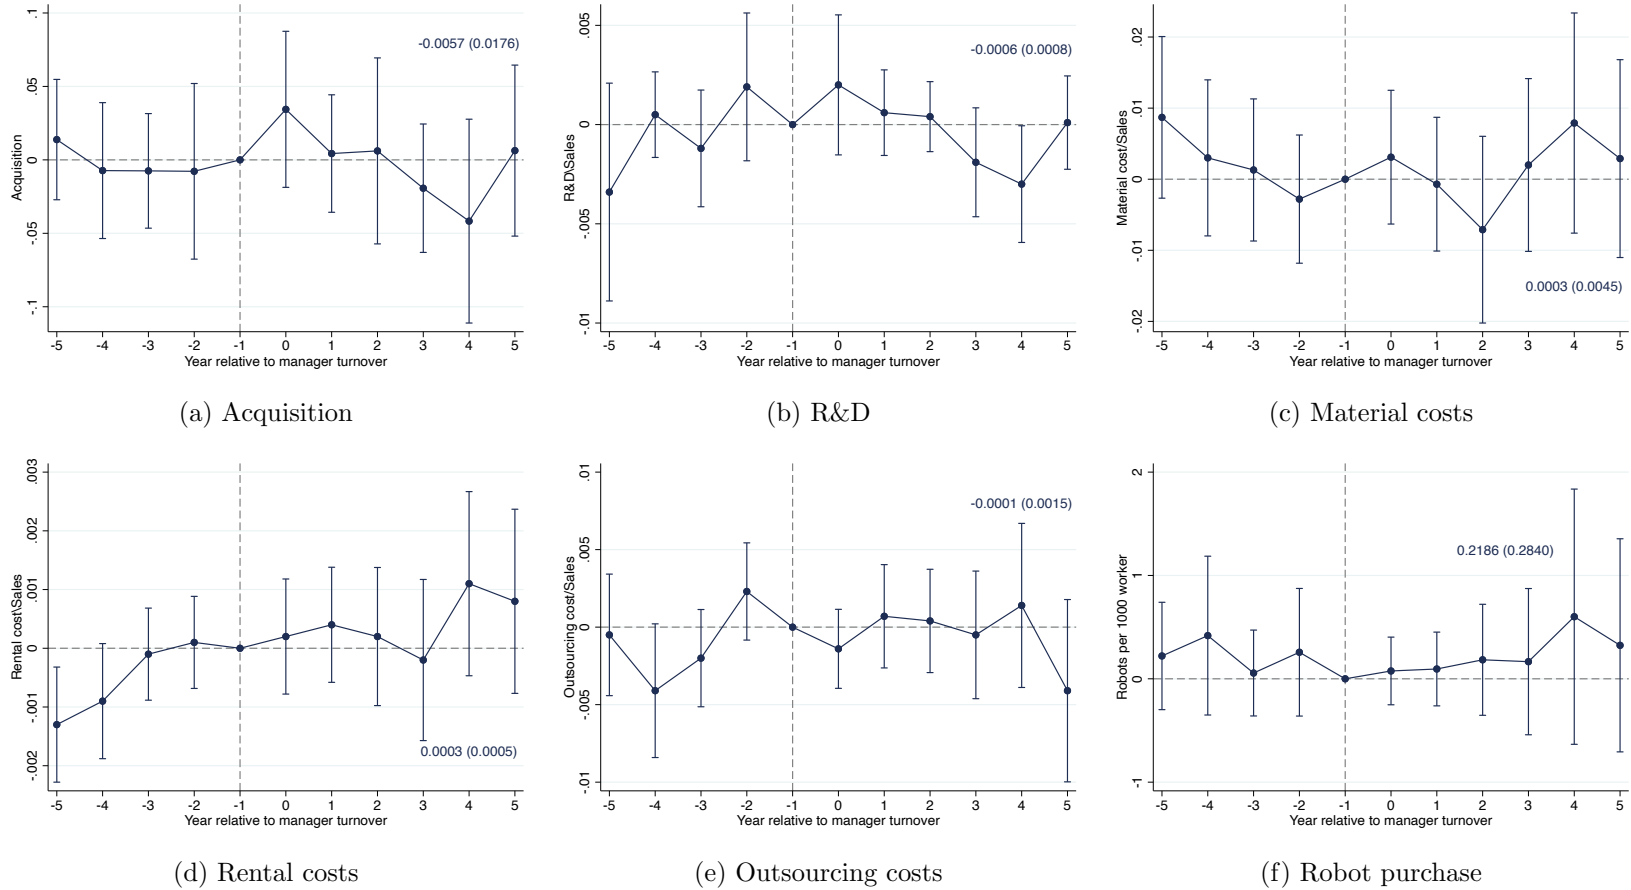 .1
.05
0
-.05
-.1
Acquisition
-0.0057 (0.0176)
-5 -4 -3 -2 -1 0 1 2 3 4 5
Year relative to manager turnover
(a) Acquisition
.005
0
-.005
-.01
R&D\Sales
-0.0006 (0.0008)
-5 -4 -3 -2 -1 0 1 2 3 4 5
Year relative to manager turnover
(b) R&D
.02
.01
0
-.01
-.02
Material cost/Sales
0.0003 (0.0045)
-5 -4 -3 -2 -1 0 1 2 3 4 5
Year relative to manager turnover
(c) Material costs
.003
.002
.001
0
-.001
-.002
Rental cost\Sales
0.0003 (0.0005)
-5 -4 -3 -2 -1 0 1 2 3 4 5
Year relative to manager turnover
(d) Rental costs
.01
.005
0
-.005
-.01
Outsourcing cost/Sales
-0.0001 (0.0015)
-5 -4 -3 -2 -1 0 1 2 3 4 5
Year relative to manager turnover
(e) Outsourcing costs
2
1
0
-1
Robots per 1000 worker
0.2186 (0.2840)
-5 -4 -3 -2 -1 0 1 2 3 4 5
Year relative to manager turnover
(f) Robot purchase